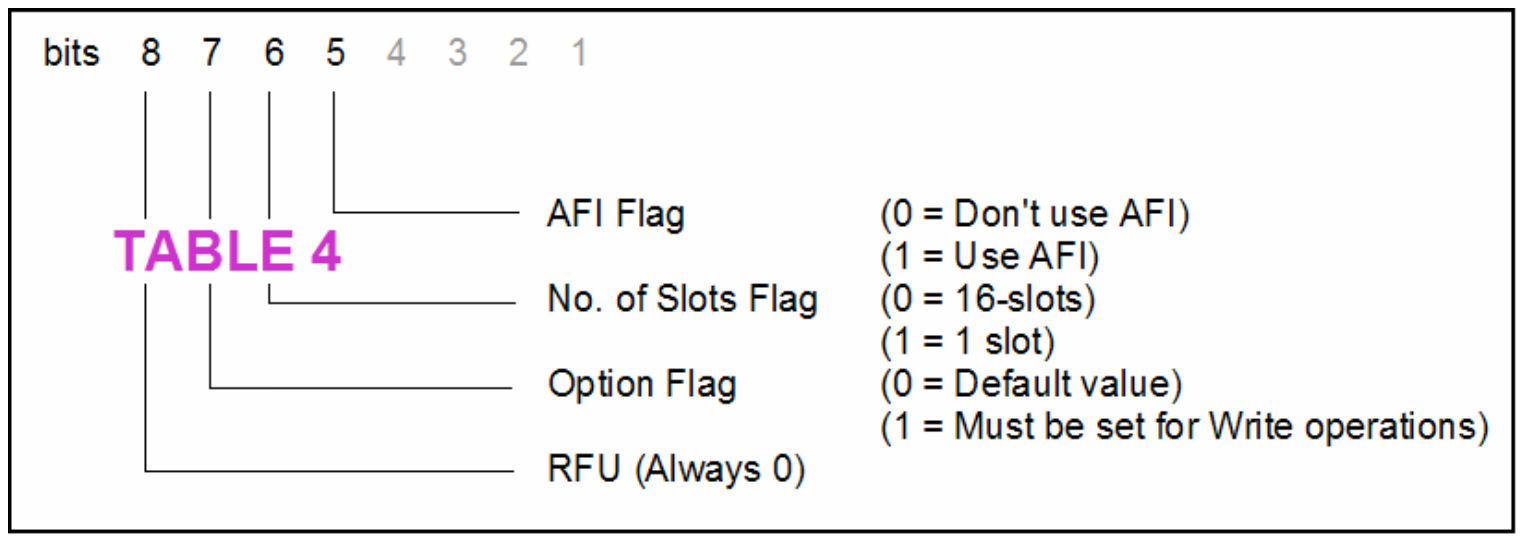 bits 8 7 6 5 4 3 2 1
AFI Flag (0 = Don't use AFI)
TABLE 4 (1 = Use AFI)
No. of Slots Flag (0 = 16-slots)
(1 = 1 slot)
Option Flag (0 = Default value)
(1 = Must be set for Write operations)
RFU (Always 0)